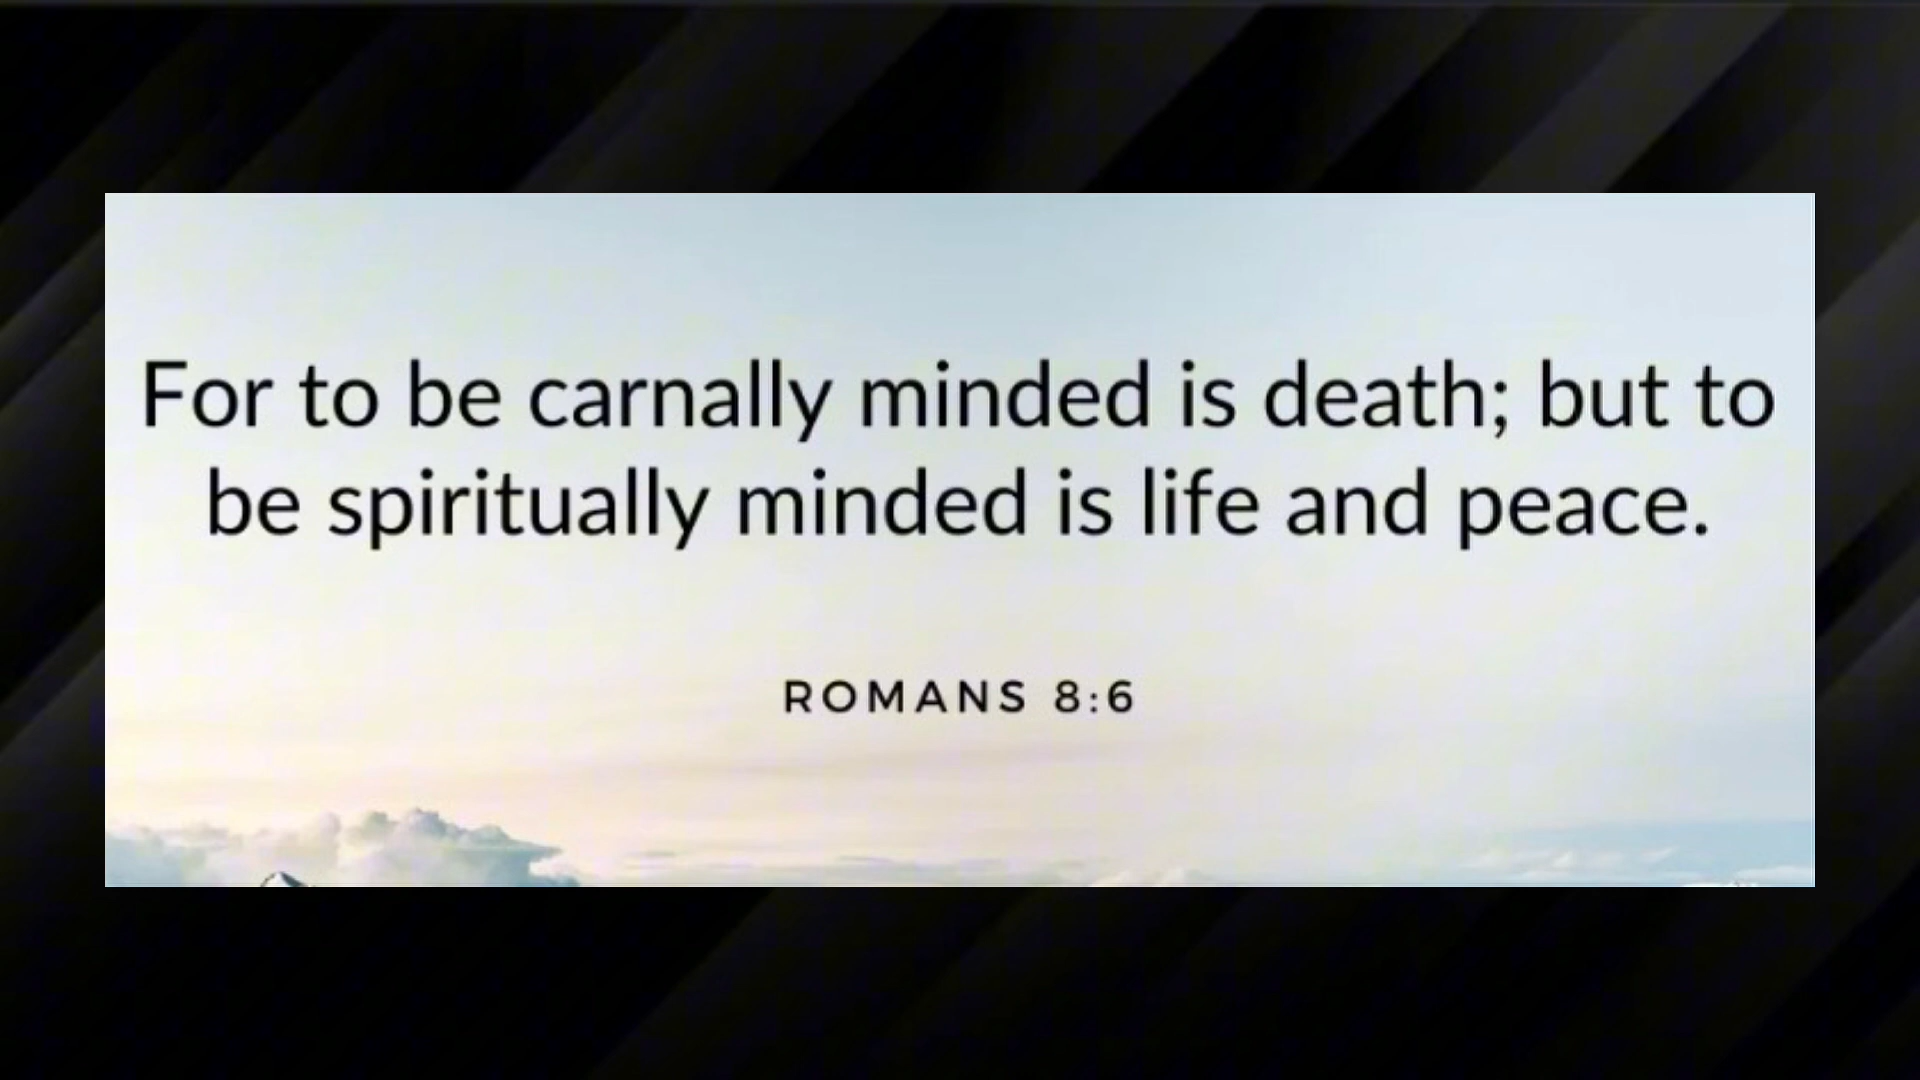 For to be carnally minded is death; but to
be spiritually minded is life and peace.
ROMANS 8:6